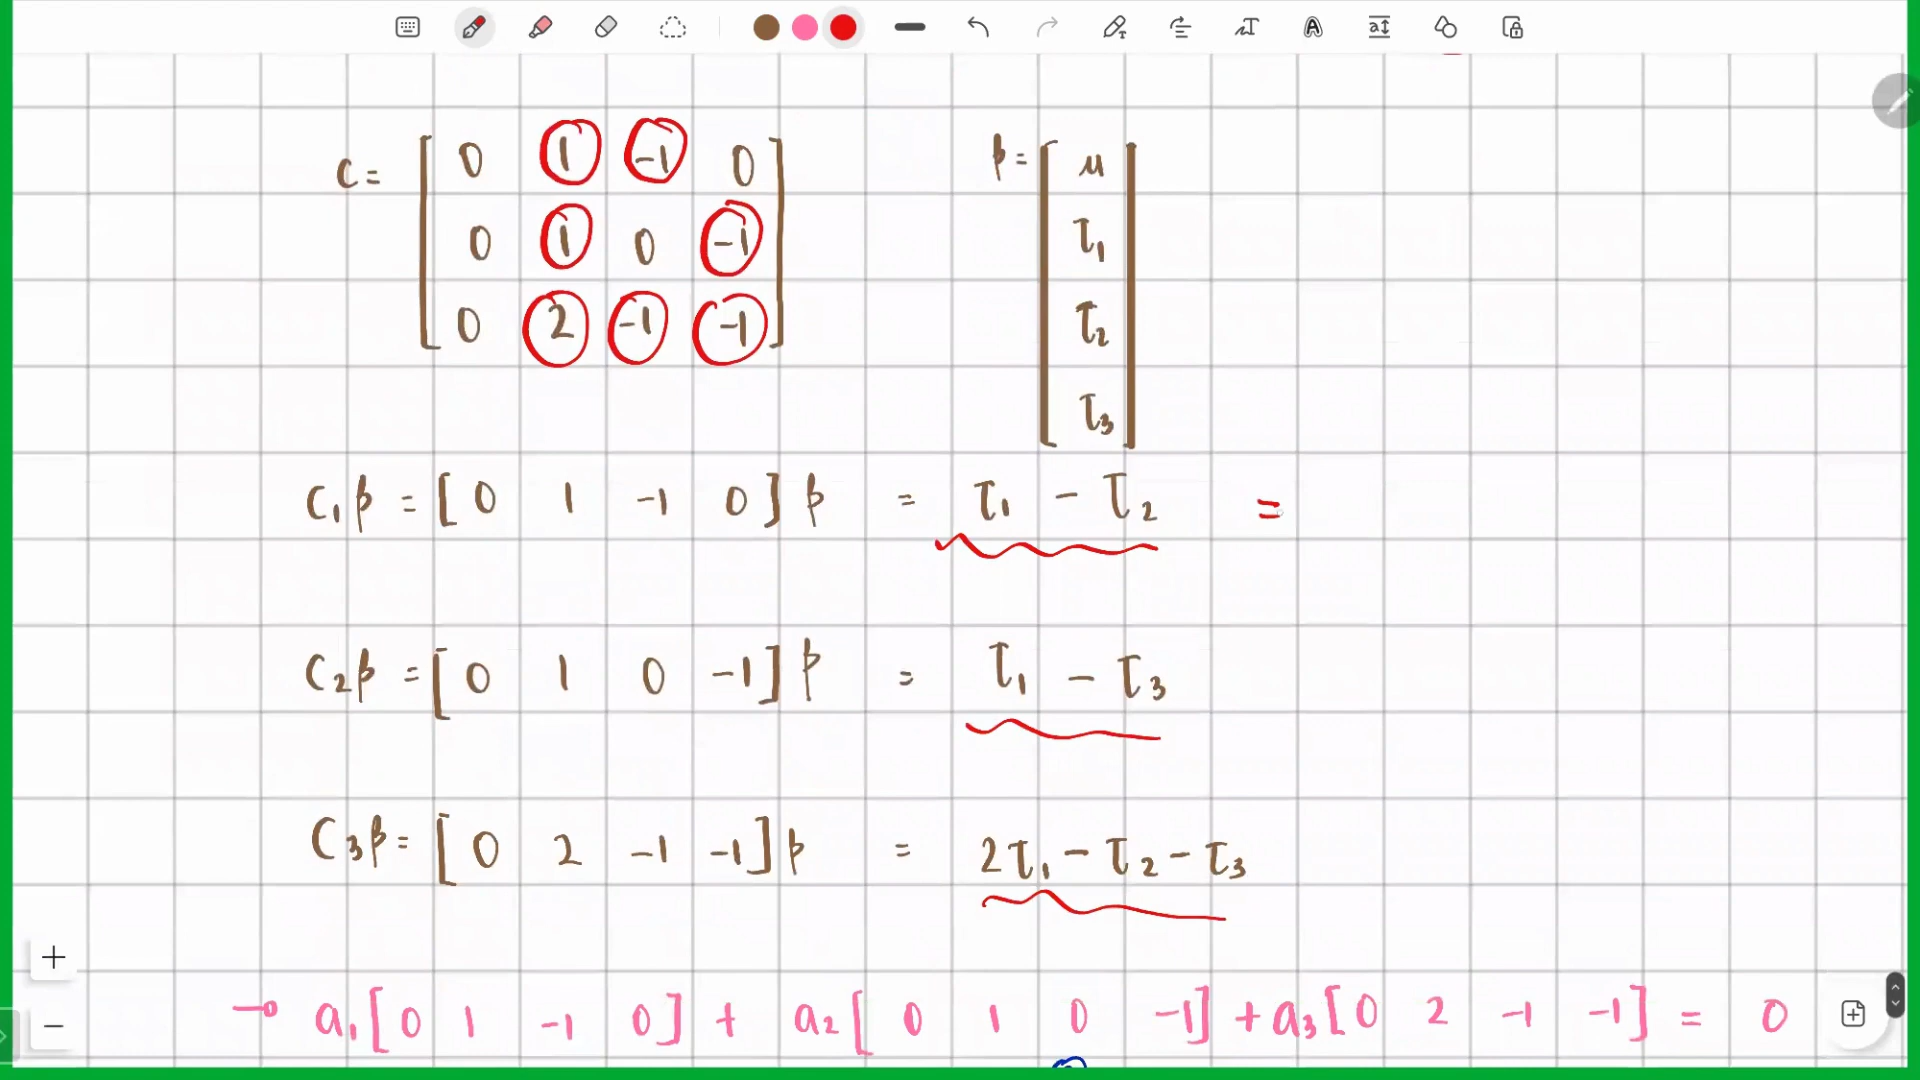 C = [ 0 1 -1 0
0 1 0 -1
0 2 -1 -1 ]
β = [ μ
τ₁
τ₂
τ₃ ]
C₁β = [ 0 1 -1 0 ] β = τ₁ - τ₂ =
C₂β = [ 0 1 0 -1 ] β = τ₁ - τ₃
C₃β = [ 0 2 -1 -1 ] β = 2τ₁ - τ₂ - τ₃
→ a₁[ 0 1 -1 0 ] + a₂[ 0 1 0 -1 ] + a₃[ 0 2 -1 -1 ] = 0